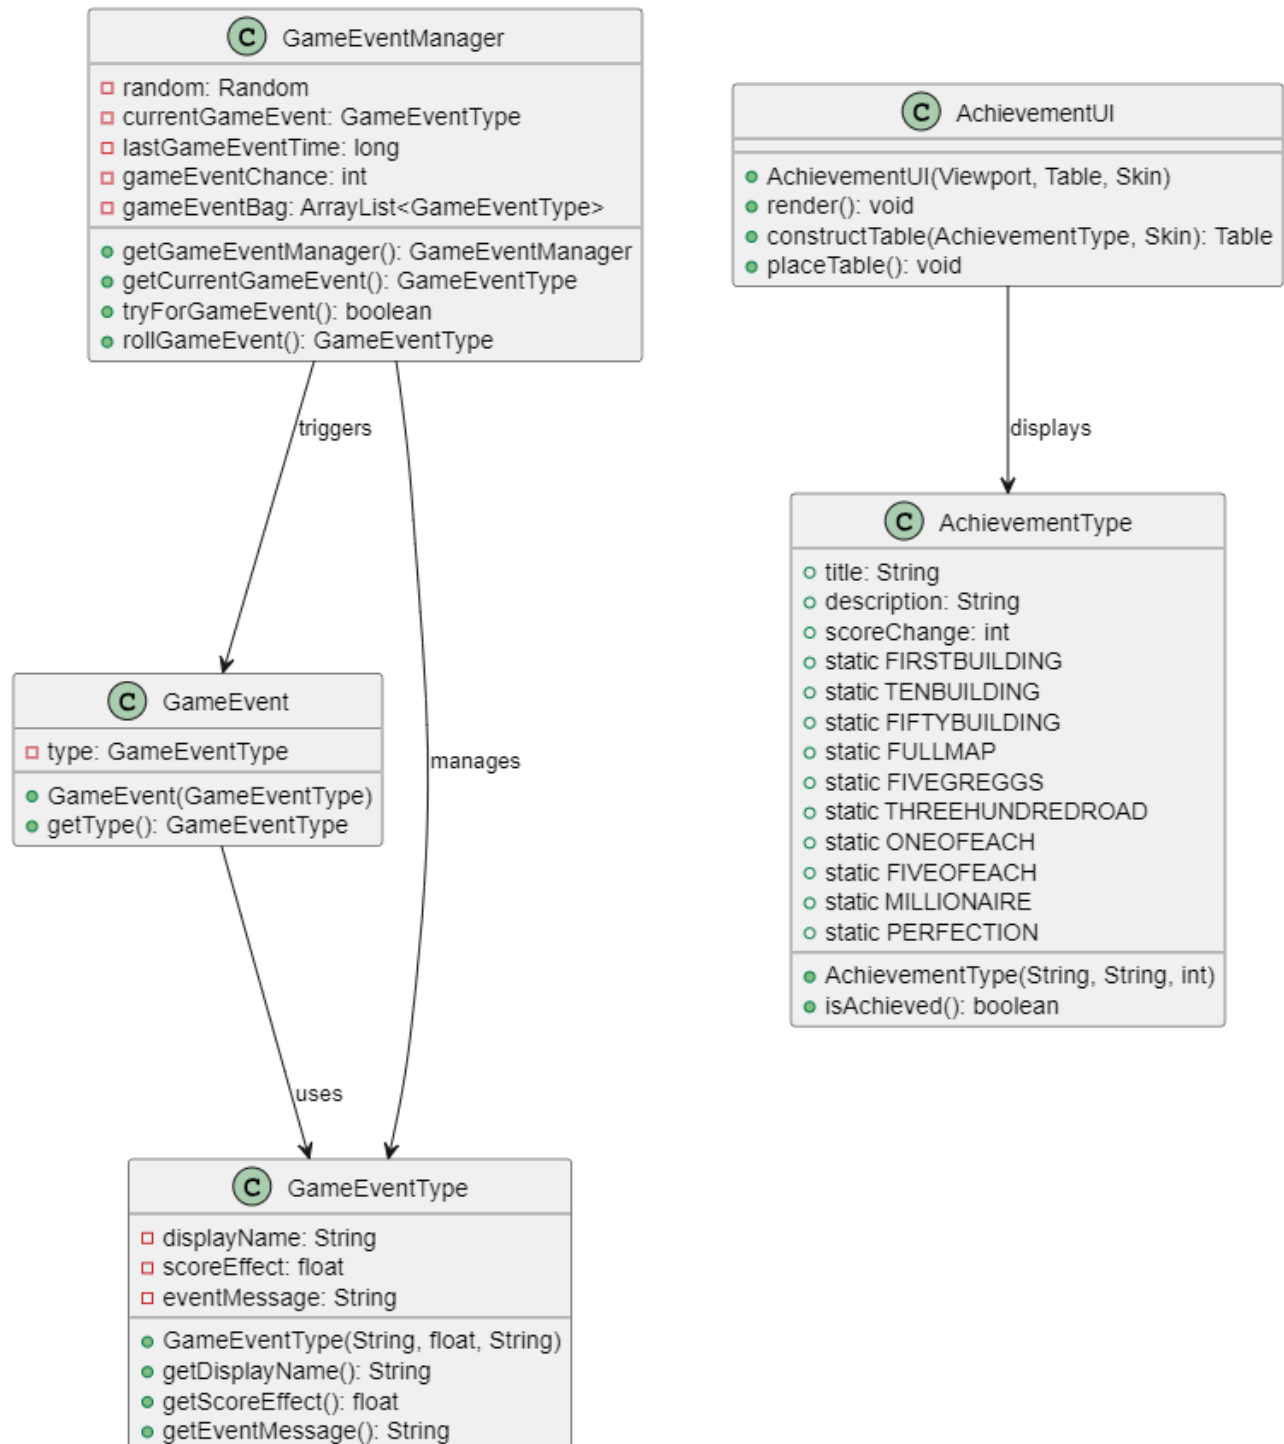 C GameEventManager
random: Random
currentGameEvent: GameEventType
lastGameEventTime: long
gameEventChance: int
gameEventBag: ArrayList<GameEventType>
getGameEventManager(): GameEventManager
getCurrentGameEvent(): GameEventType
tryForGameEvent(): boolean
rollGameEvent(): GameEventType
C AchievementUI
AchievementUI(Viewport, Table, Skin)
render(): void
constructTable(AchievementType, Skin): Table
placeTable(): void
triggers
displays
C AchievementType
title: String
description: String
scoreChange: int
static FIRSTBUILDING
static TENBUILDING
static FIFTYBUILDING
static FULLMAP
static FIVEGREGGS
static THREEHUNDREDROAD
static ONEOFEACH
static FIVEOFEACH
static MILLIONAIRE
static PERFECTION
AchievementType(String, String, int)
isAchieved(): boolean
C GameEvent
type: GameEventType
GameEvent(GameEventType)
getType(): GameEventType
manages
uses
C GameEventType
displayName: String
scoreEffect: float
eventMessage: String
GameEventType(String, float, String)
getDisplayName(): String
getScoreEffect(): float
getEventMessage(): String